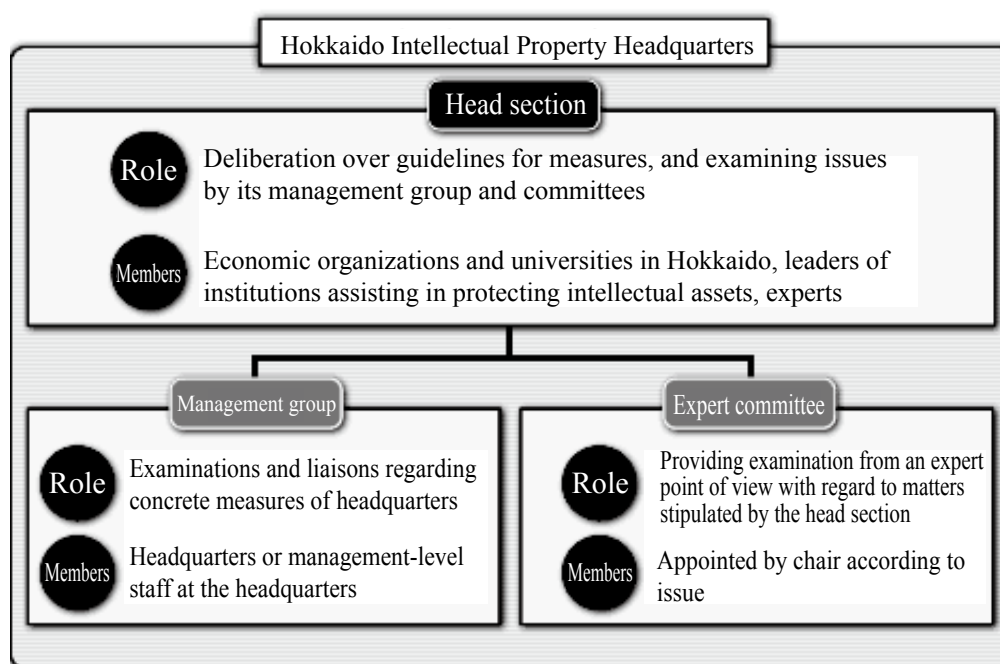 Hokkaido Intellectual Property Headquarters
Head section
Role
Deliberation over guidelines for measures, and examining issues
by its management group and committees
Members
Economic organizations and universities in Hokkaido, leaders of
institutions assisting in protecting intellectual assets, experts
Management group
Role
Examinations and liaisons regarding
concrete measures of headquarters
Members
Headquarters or management-level
staff at the headquarters
Expert committee
Role
Providing examination from an expert
point of view with regard to matters
stipulated by the head section
Members
Appointed by chair according to
issue